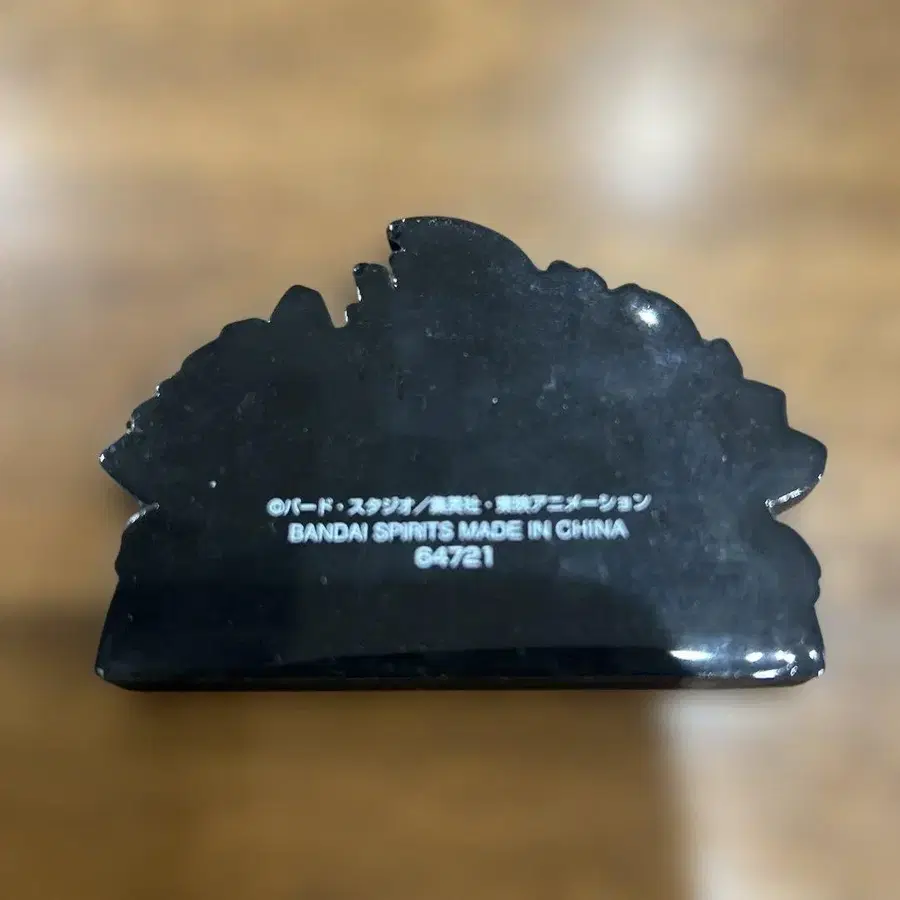 ©バード・スタジオ／集英社・東映アニメーション
BANDAI SPIRITS MADE IN CHINA
64721